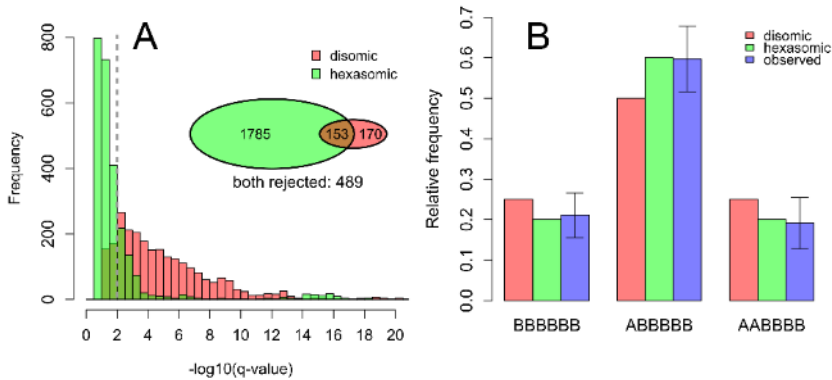 A
disomic
hexasomic
1785
153
170
both rejected: 489
Frequency
0
200
400
600
800
0 2 4 6 8 10 12 14 16 18 20
-log10(q-value)
B
disomic
hexasomic
observed
Relative frequency
0.0
0.1
0.2
0.3
0.4
0.5
0.6
0.7
BBBBBB ABBBBB AABBBB